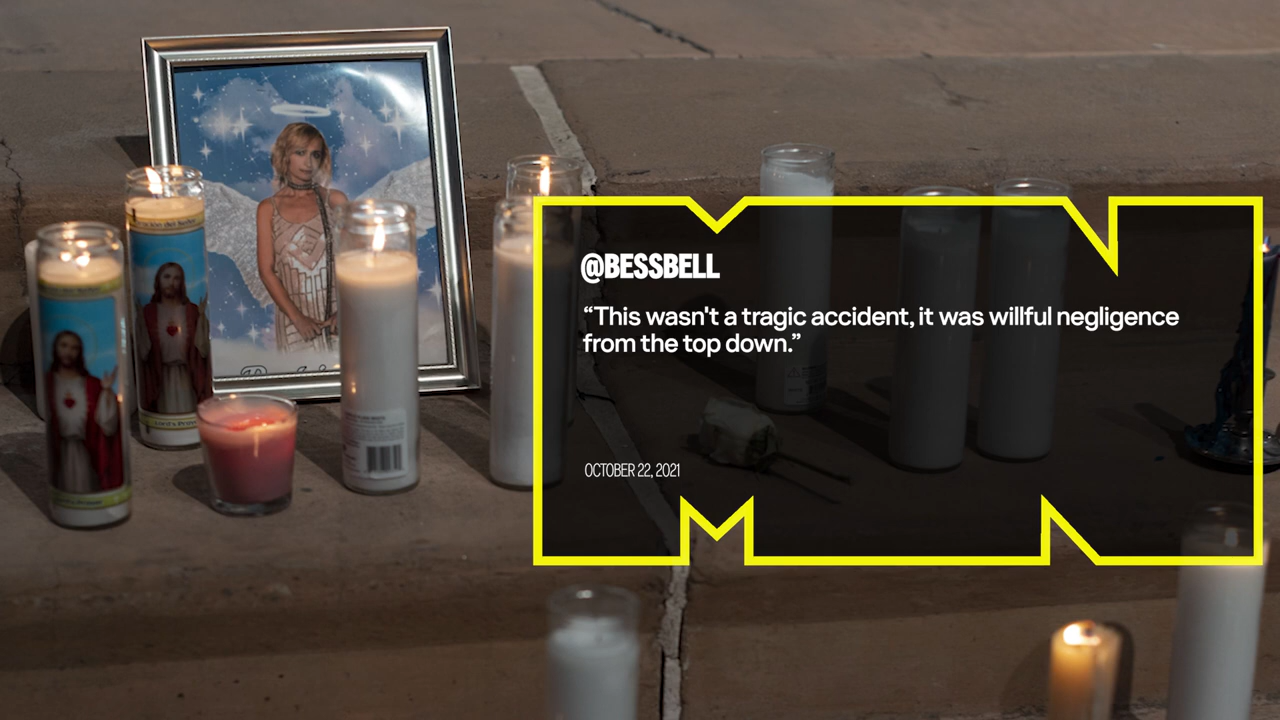 @BESSBELL
“This wasn't a tragic accident, it was willful negligence
from the top down.”
OCTOBER 22, 2021